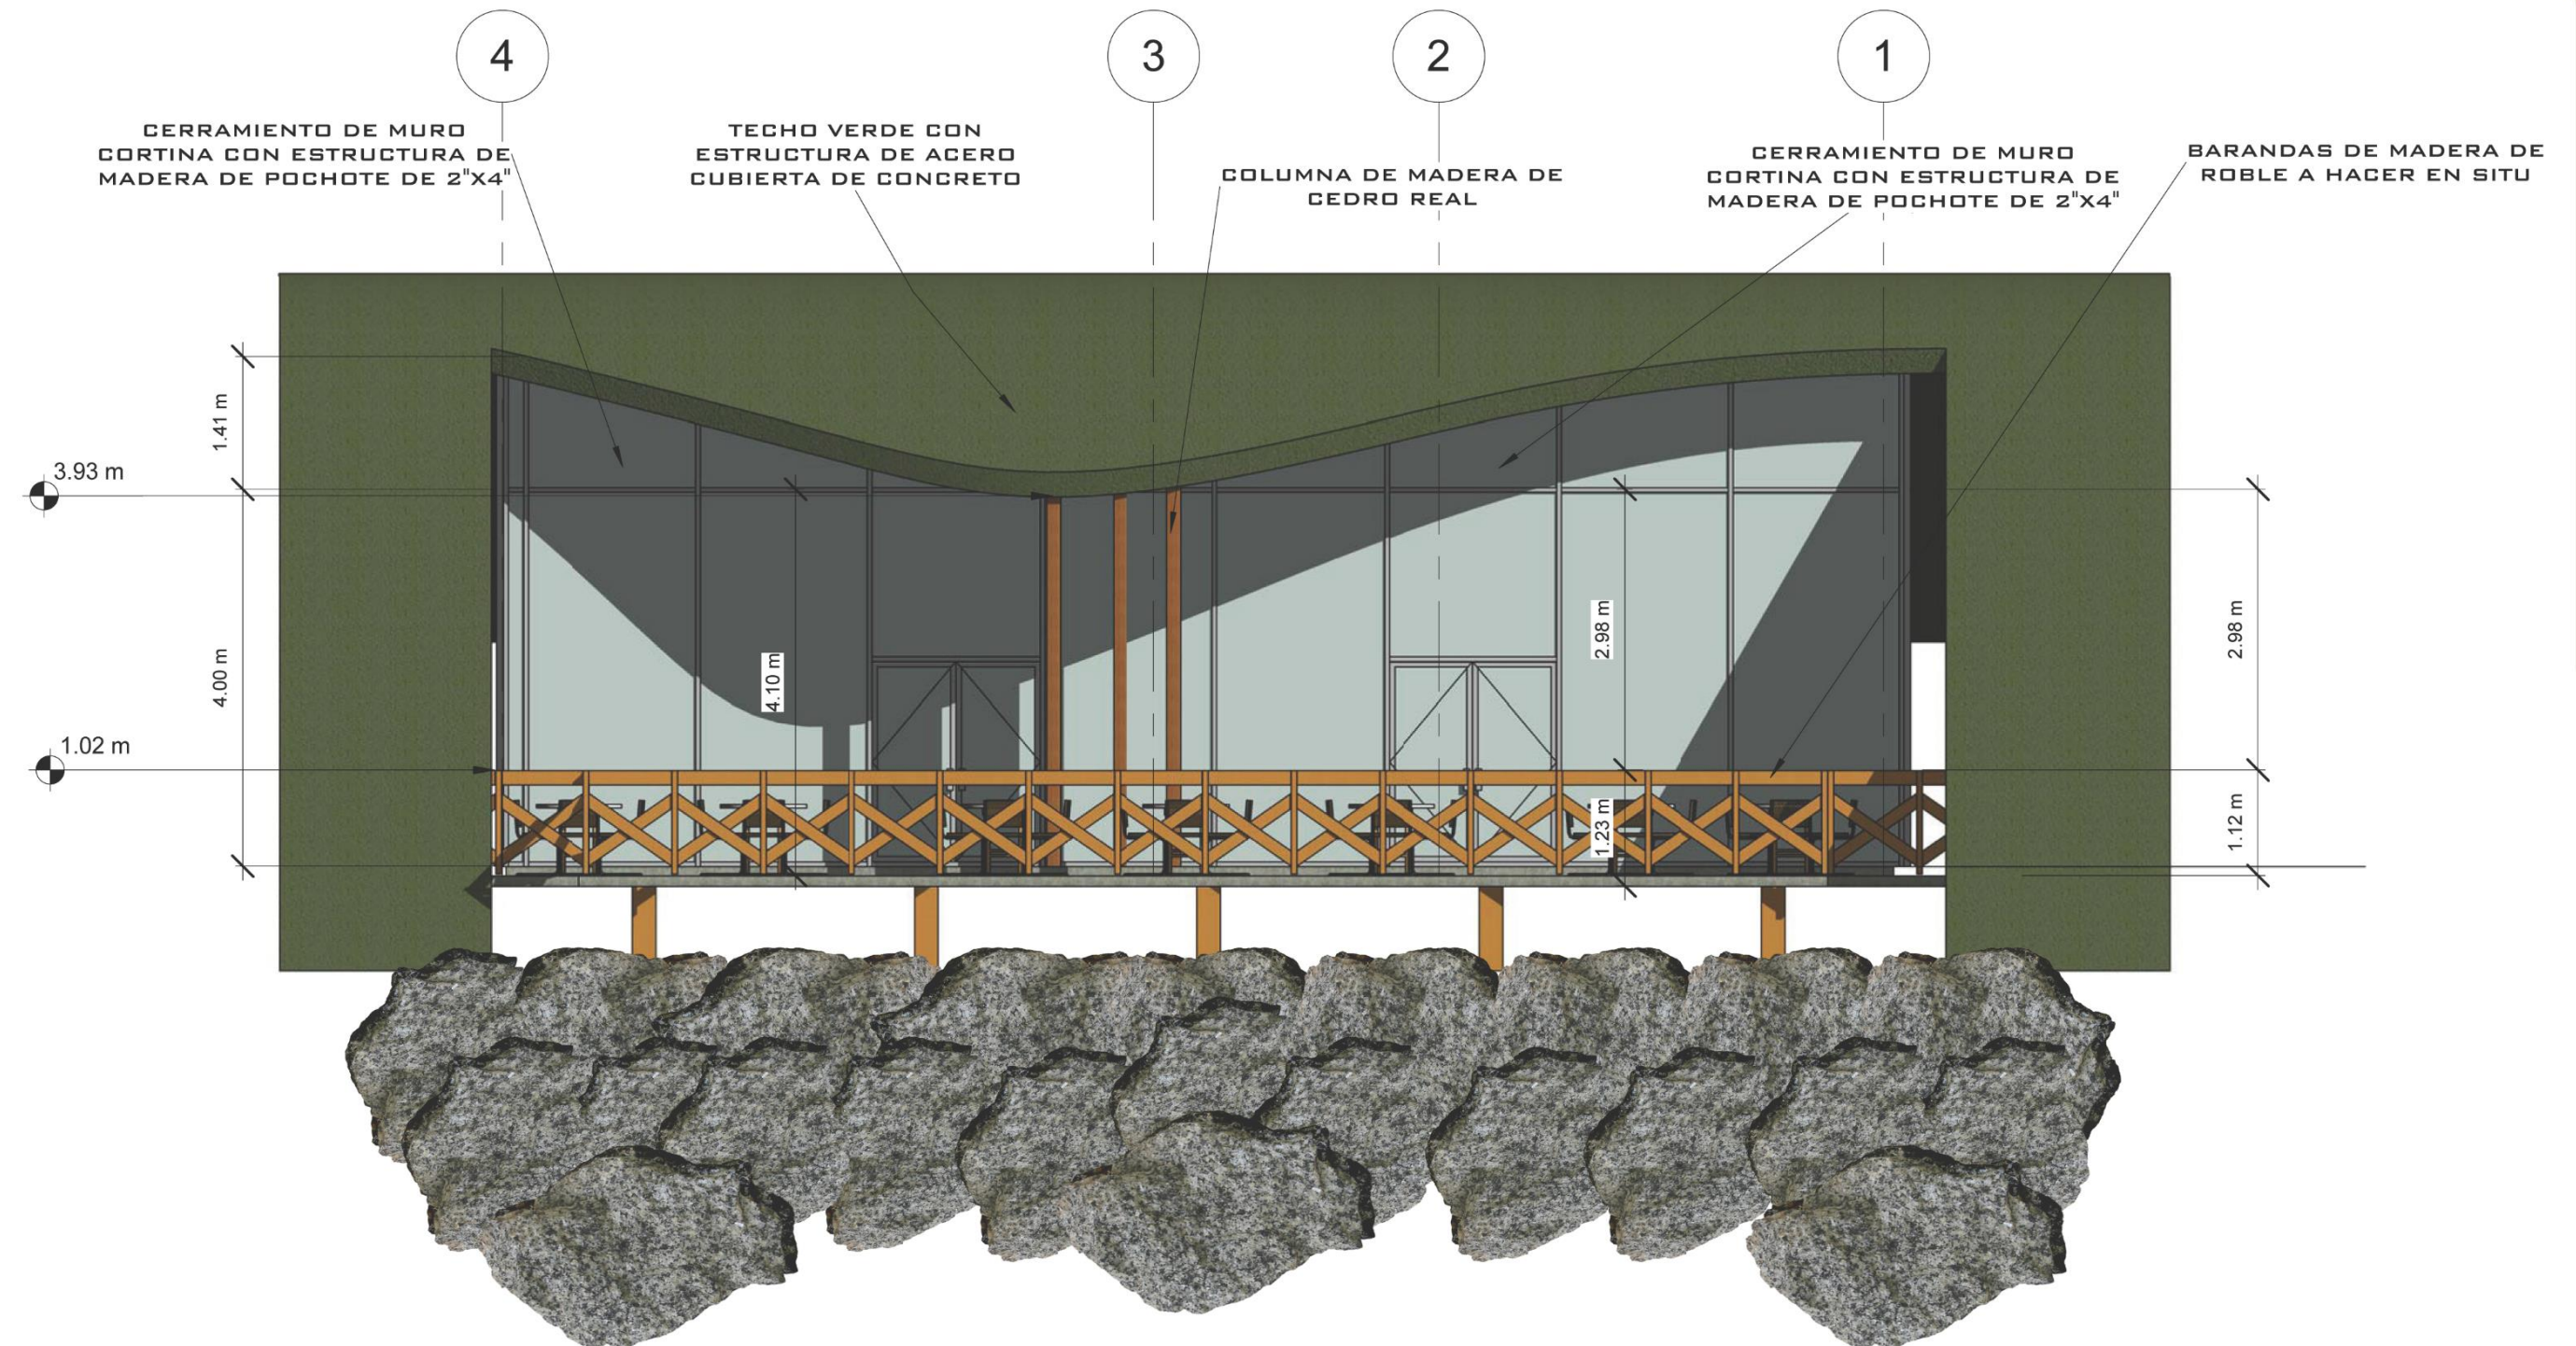 4
3
2
1
CERRAMIENTO DE MURO
CORTINA CON ESTRUCTURA DE
MADERA DE POCHOTE DE 2"X4"
TECHO VERDE CON
ESTRUCTURA DE ACERO
CUBIERTA DE CONCRETO
COLUMNA DE MADERA DE
CEDRO REAL
CERRAMIENTO DE MURO
CORTINA CON ESTRUCTURA DE
MADERA DE POCHOTE DE 2"X4"
BARANDAS DE MADERA DE
ROBLE A HACER EN SITU
1.41 m
3.93 m
4.00 m
1.02 m
4.10 m
2.98 m
1.23 m
2.98 m
1.12 m